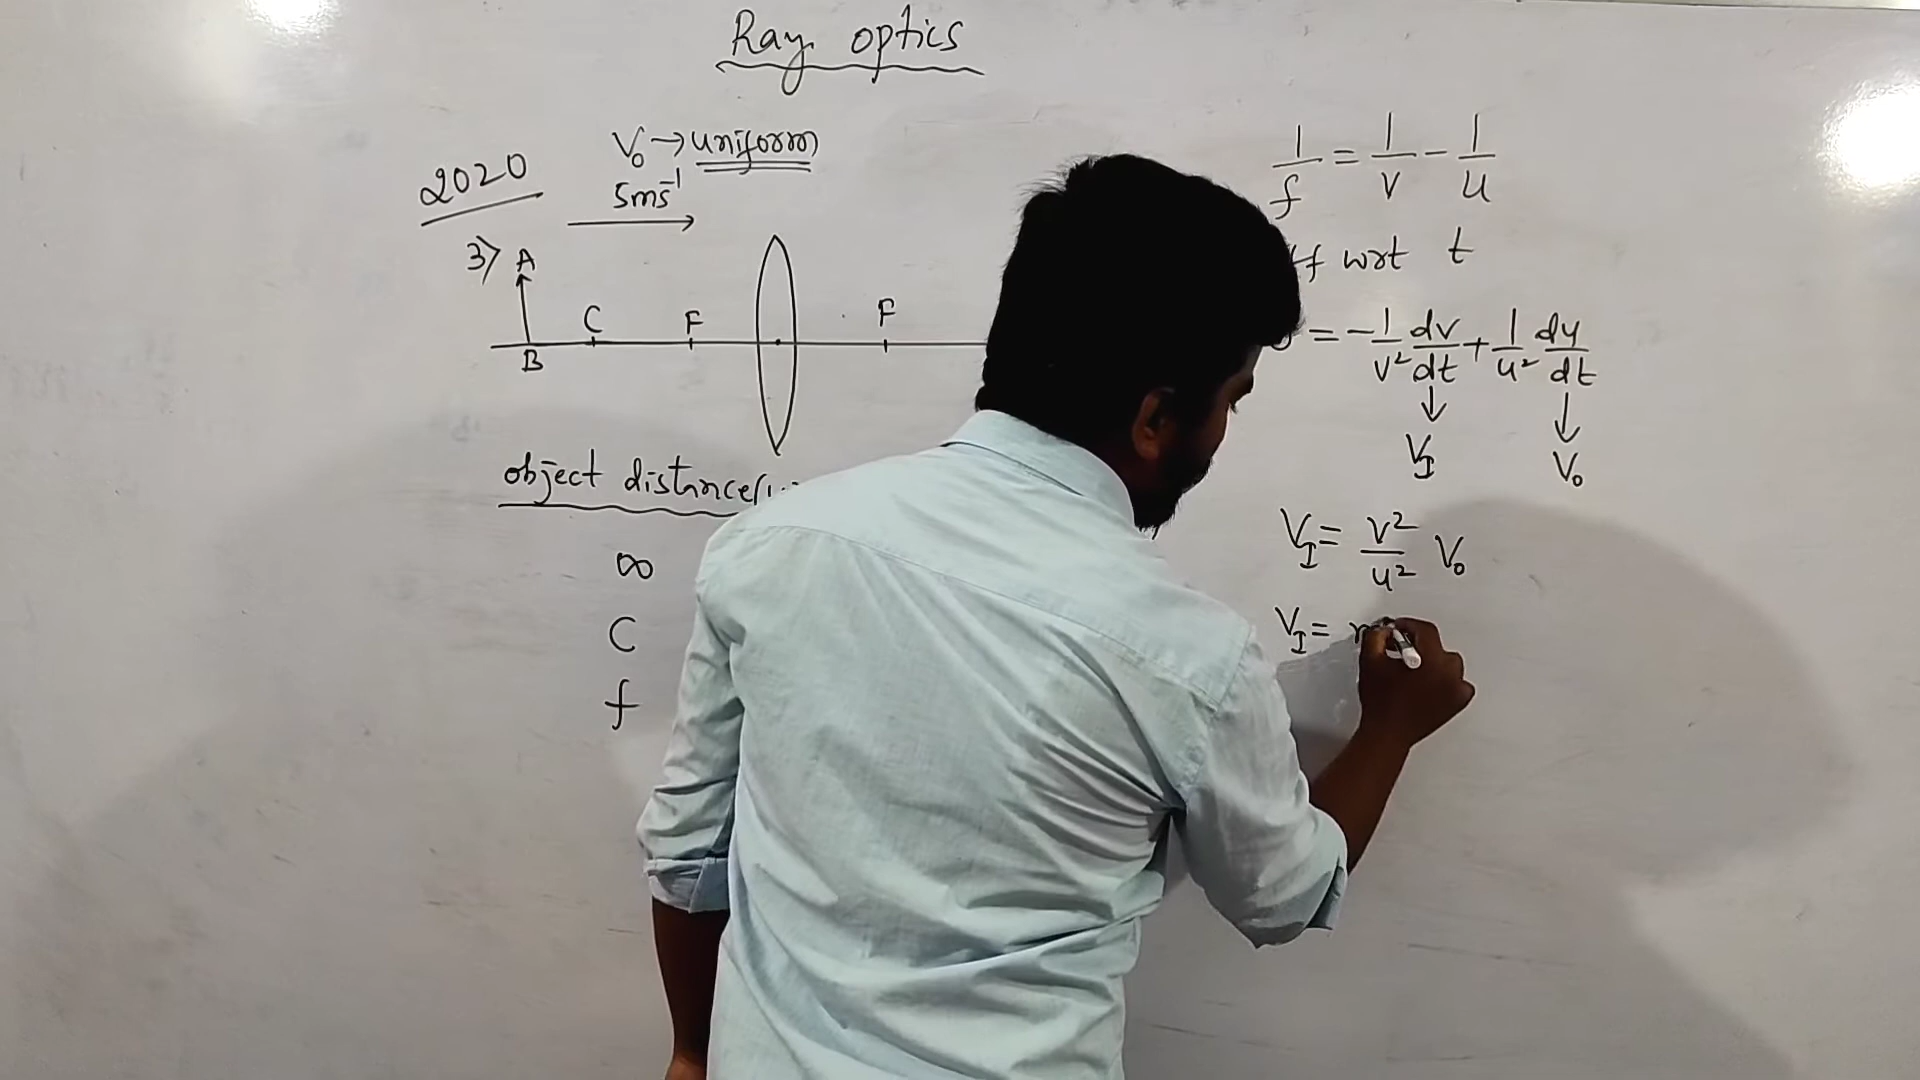 Ray optics
2020
V₀ → uniform
5ms⁻¹
3)
A
B
C
F
F
object distance(
∞
C
f
1/f = 1/v - 1/u
wrt t
= -1/v² dv/dt + 1/u² du/dt
↓ ↓
V_I V₀
V_I = v²/u² V₀
V_I =